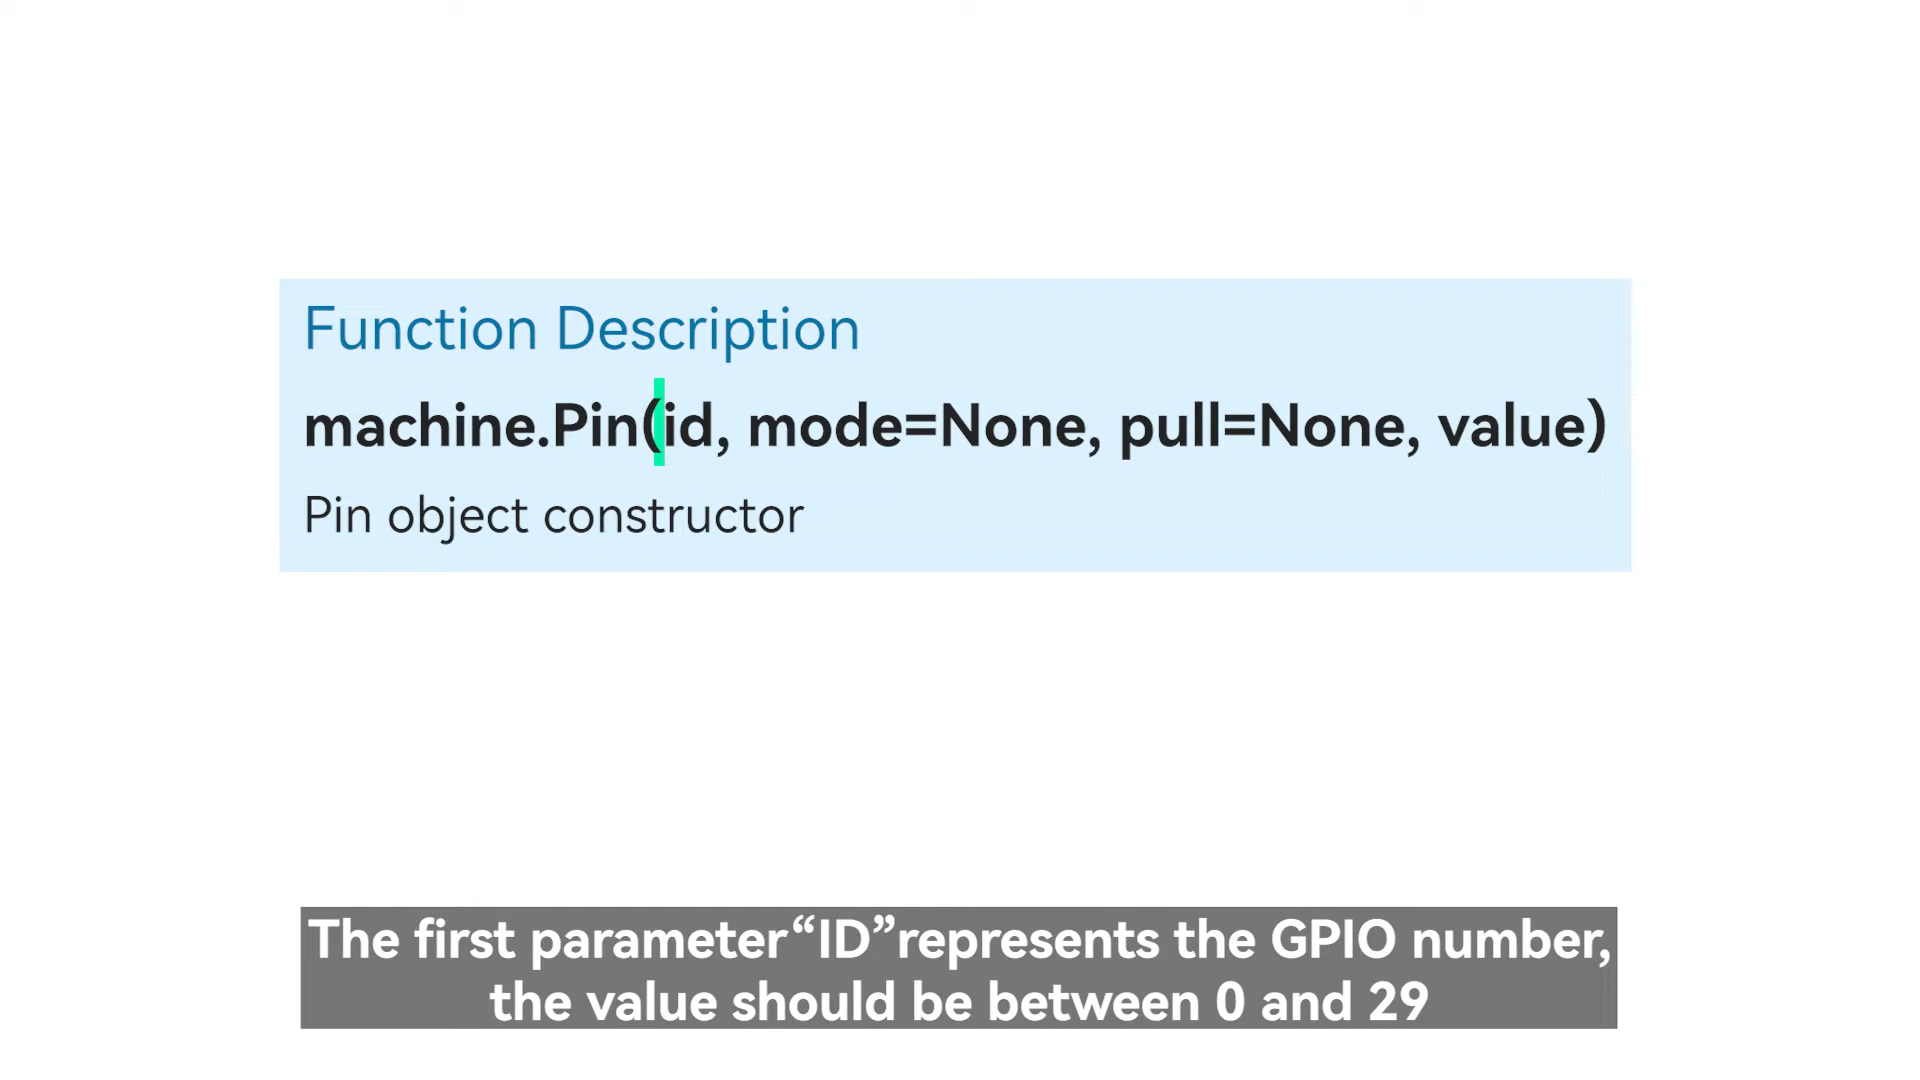 Function Description
machine.Pin(id, mode=None, pull=None, value)
Pin object constructor
The first parameter“ID”represents the GPIO number,
the value should be between 0 and 29